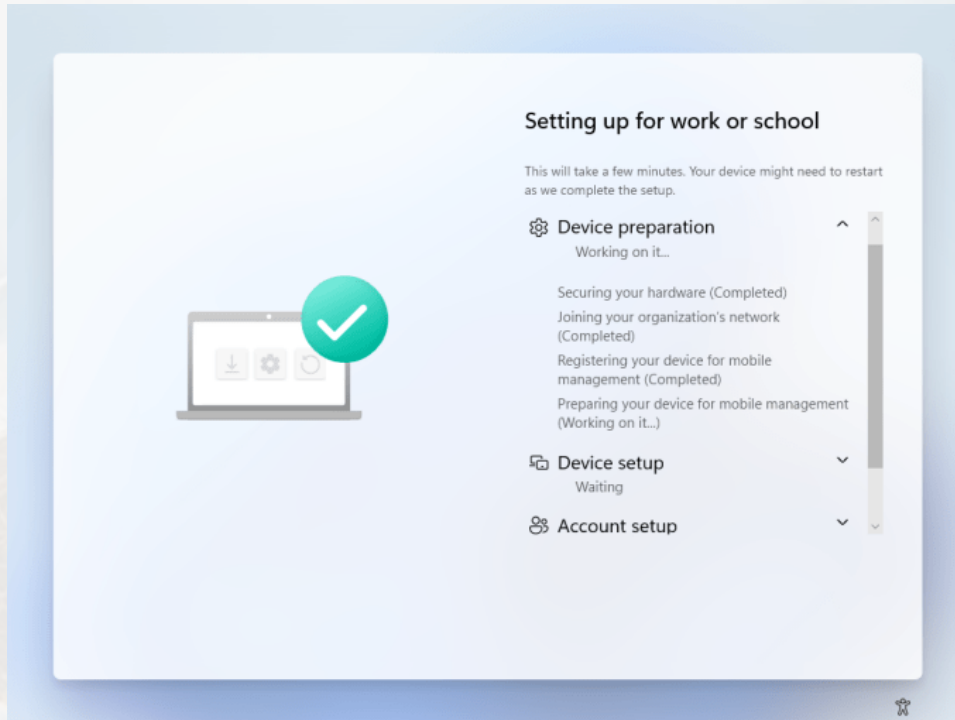 Setting up for work or school
This will take a few minutes. Your device might need to restart
as we complete the setup.
Device preparation
Working on it...
Securing your hardware (Completed)
Joining your organization's network
(Completed)
Registering your device for mobile
management (Completed)
Preparing your device for mobile management
(Working on it...)
Device setup
Waiting
Account setup